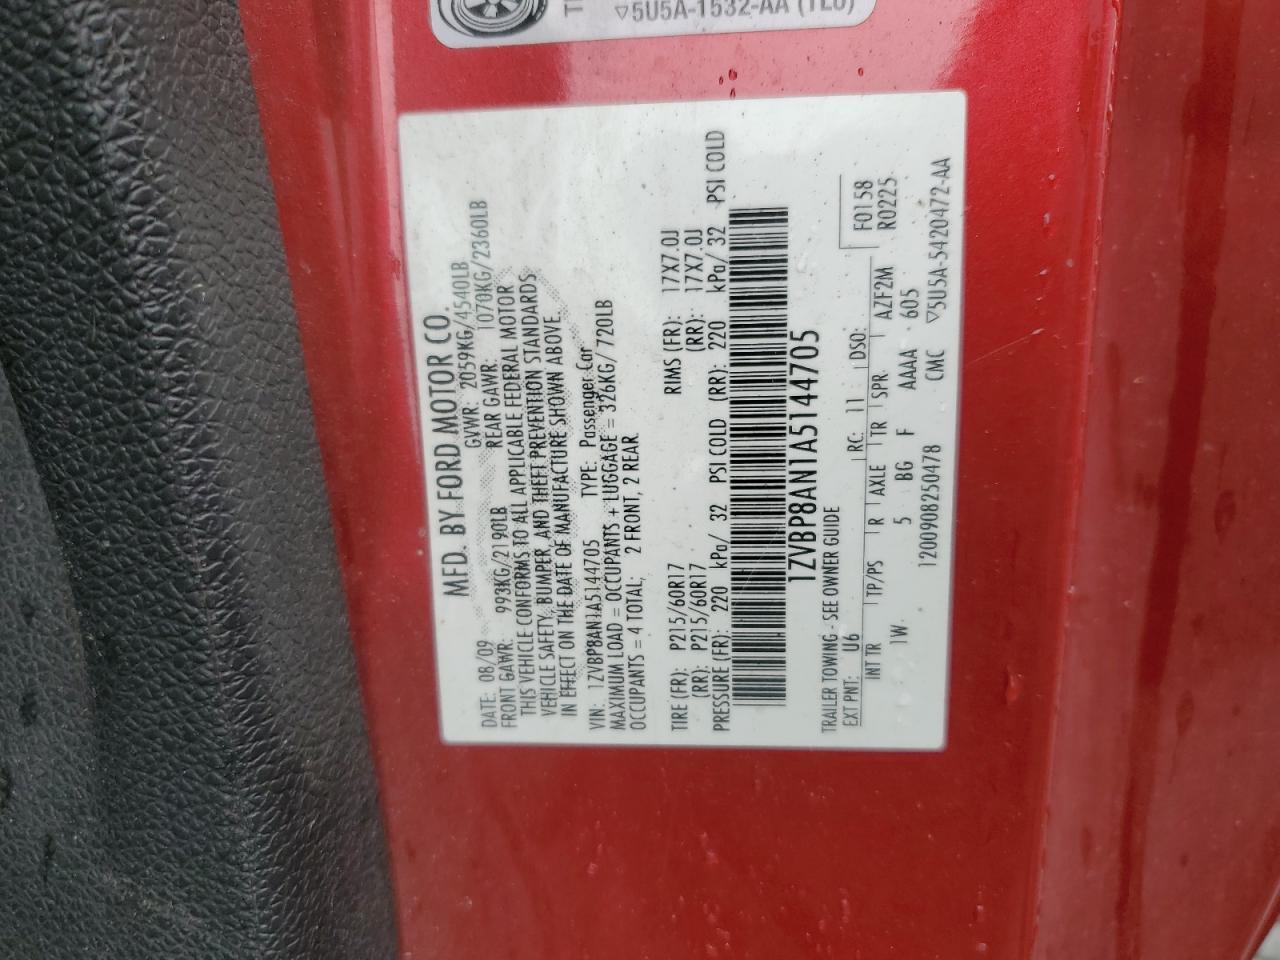 ▽5U5A-1532-AA (TL8)
MFD. BY FORD MOTOR CO.
DATE: 08/09 GVWR: 2059KG/4540LB
FRONT GAWR: 993KG/2190LB REAR GAWR: 1070KG/2360LB
THIS VEHICLE CONFORMS TO ALL APPLICABLE FEDERAL MOTOR
VEHICLE SAFETY, BUMPER, AND THEFT PREVENTION STANDARDS
IN EFFECT ON THE DATE OF MANUFACTURE SHOWN ABOVE.
VIN: 1ZVBP8AN1A5144705 TYPE: Passenger Car
MAXIMUM LOAD = OCCUPANTS + LUGGAGE = 326KG/720LB
OCCUPANTS = 4 TOTAL; 2 FRONT, 2 REAR
TIRE (FR): P215/60R17 RIMS (FR): 17X7.0J
(RR): P215/60R17 (RR): 17X7.0J
PRESSURE (FR): 220 kPa/ 32 PSI COLD (RR): 220 kPa/ 32 PSI COLD
1ZVBP8AN1A5144705
TRAILER TOWING - SEE OWNER GUIDE
EXT PNT: U6 RC: 11 DSO: F0158
R0225
INT TR TP/PS R AXLE TR SPR AZF2M
1W 5 BG F AAAA 605
1200908250478 CMC ▽5U5A-5420472-AA